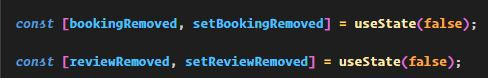 const [bookingRemoved, setBookingRemoved] = useState(false);
const [reviewRemoved, setReviewRemoved] = useState(false);